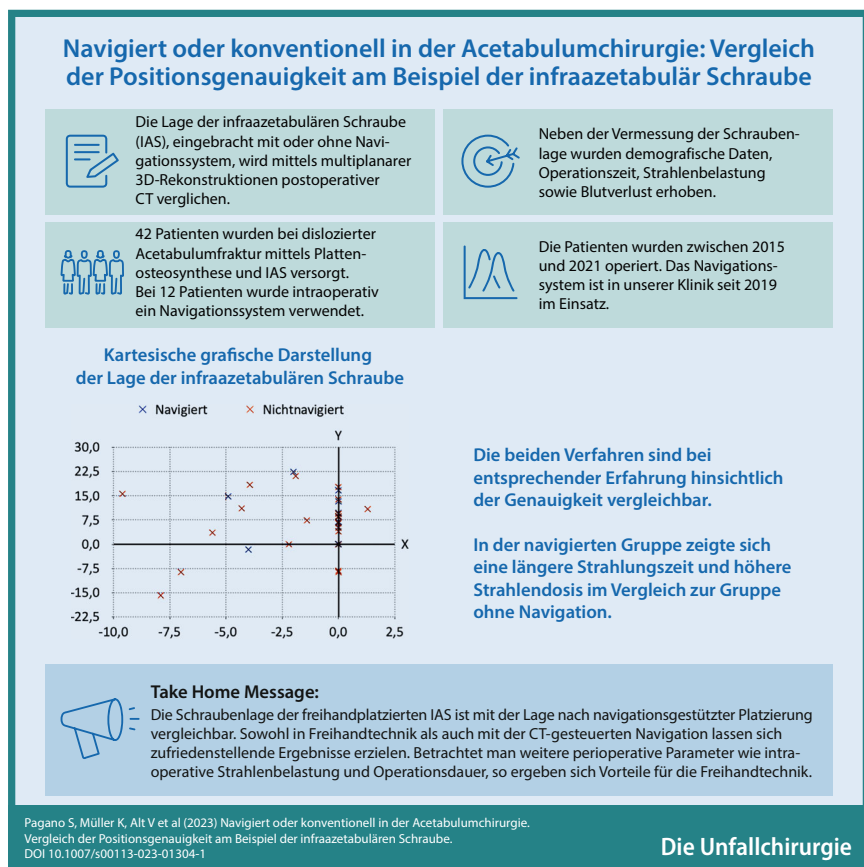 Navigiert oder konventionell in der Acetabulumchirurgie: Vergleich
der Positionsgenauigkeit am Beispiel der infraazetabulär Schraube
Die Lage der infraazetabulären Schraube
(IAS), eingebracht mit oder ohne Navi-
gationssystem, wird mittels multiplanarer
3D-Rekonstruktionen postoperativer
CT verglichen.
Neben der Vermessung der Schrauben-
lage wurden demografische Daten,
Operationszeit, Strahlenbelastung
sowie Blutverlust erhoben.
42 Patienten wurden bei dislozierter
Acetabulumfraktur mittels Platten-
osteosynthese und IAS versorgt.
Bei 12 Patienten wurde intraoperativ
ein Navigationssystem verwendet.
Die Patienten wurden zwischen 2015
und 2021 operiert. Das Navigations-
system ist in unserer Klinik seit 2019
im Einsatz.
Kartesische grafische Darstellung
der Lage der infraazetabulären Schraube
× Navigiert × Nichtnavigiert
Y
30,0
22,5
15,0
7,5
0,0
-7,5
-15,0
-22,5
X
-10,0 -7,5 -5,0 -2,5 0,0 2,5
Die beiden Verfahren sind bei
entsprechender Erfahrung hinsichtlich
der Genauigkeit vergleichbar.
In der navigierten Gruppe zeigte sich
eine längere Strahlungszeit und höhere
Strahlendosis im Vergleich zur Gruppe
ohne Navigation.
Take Home Message:
Die Schraubenlage der freihandplatzierten IAS ist mit der Lage nach navigationsgestützter Platzierung
vergleichbar. Sowohl in Freihandtechnik als auch mit der CT-gesteuerten Navigation lassen sich
zufriedenstellende Ergebnisse erzielen. Betrachtet man weitere perioperative Parameter wie intra-
operative Strahlenbelastung und Operationsdauer, so ergeben sich Vorteile für die Freihandtechnik.
Pagano S, Müller K, Alt V et al (2023) Navigiert oder konventionell in der Acetabulumchirurgie.
Vergleich der Positionsgenauigkeit am Beispiel der infraazetabulären Schraube.
DOI 10.1007/s00113-023-01304-1
Die Unfallchirurgie